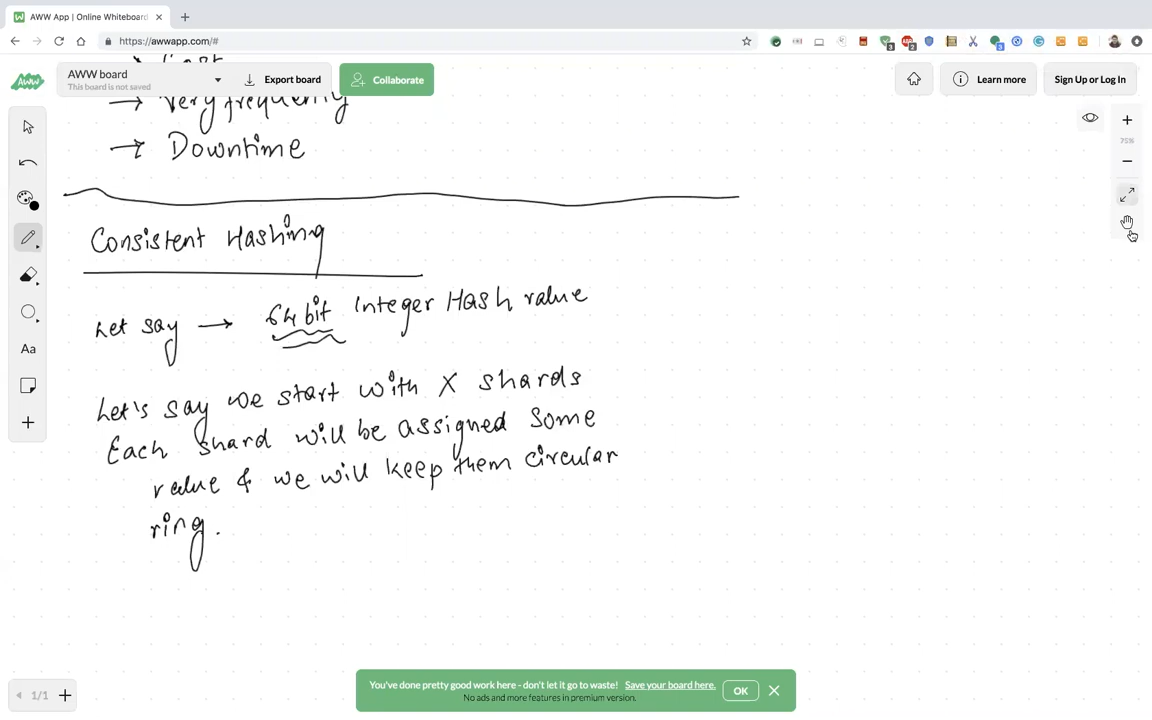 AWW App | Online Whiteboard
https://awwapp.com/#
AWW
AWW board
This board is not saved
Export board
Collaborate
Learn more
Sign Up or Log In
→ Very frequently
→ Downtime
75%
Consistent Hashing
Let say → 64 bit Integer Hash value
Let's say we start with X shards
Each shard will be assigned some
value & we will keep them circular
ring.
Aa
1/1
You've done pretty good work here - don't let it go to waste! Save your board here.
No ads and more features in premium version.
OK